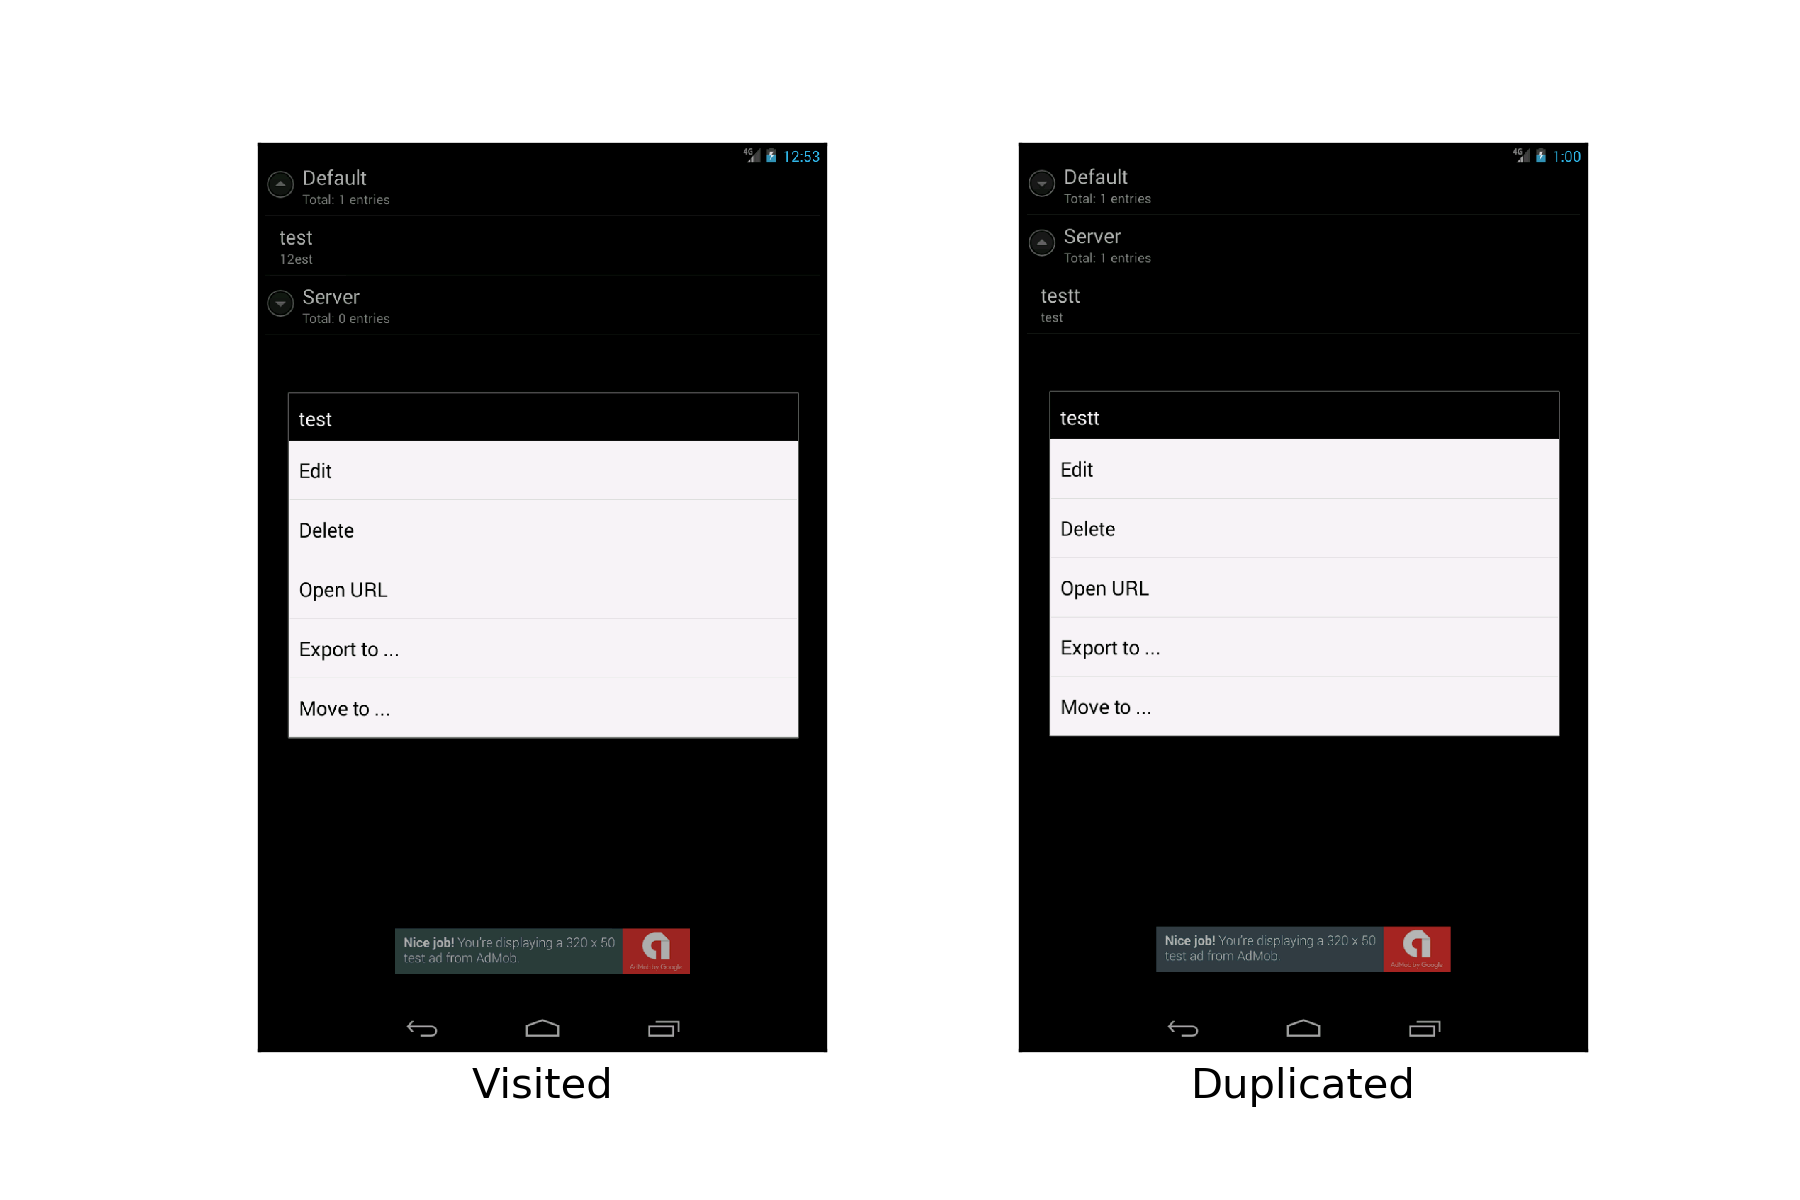 4G 12:53
Default
Total: 1 entries
test
12est
Server
Total: 0 entries
test
Edit
Delete
Open URL
Export to ...
Move to ...
Nice job! You're displaying a 320 x 50
test ad from AdMob.
AdMob by Google
Visited
4G 1:00
Default
Total: 1 entries
Server
Total: 1 entries
testt
test
testt
Edit
Delete
Open URL
Export to ...
Move to ...
Nice job! You're displaying a 320 x 50
test ad from AdMob.
AdMob by Google
Duplicated